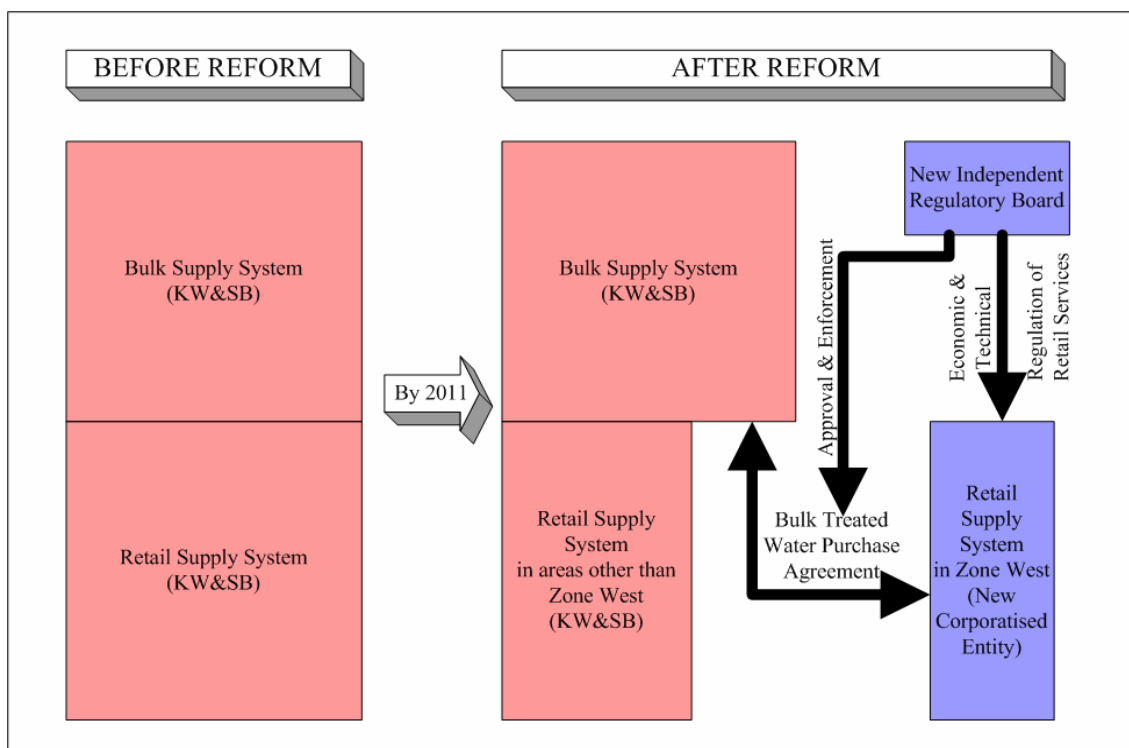 BEFORE REFORM
AFTER REFORM
Bulk Supply System
(KW&SB)
Retail Supply System
(KW&SB)
By 2011
Bulk Supply System
(KW&SB)
Retail Supply
System
in areas other than
Zone West
(KW&SB)
New Independent
Regulatory Board
Approval & Enforcement
Economic &
Technical
Regulation of
Retail Services
Bulk Treated
Water Purchase
Agreement
Retail
Supply
System
in Zone West
(New
Corporatised
Entity)